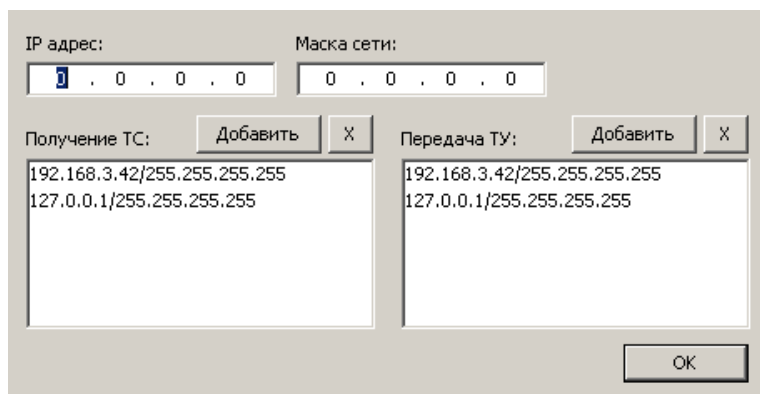 IP адрес: Маска сети:
0 . 0 . 0 . 0 0 . 0 . 0 . 0
Получение ТС: Добавить X Передача ТУ: Добавить X
192.168.3.42/255.255.255.255 192.168.3.42/255.255.255.255
127.0.0.1/255.255.255.255 127.0.0.1/255.255.255.255
OK